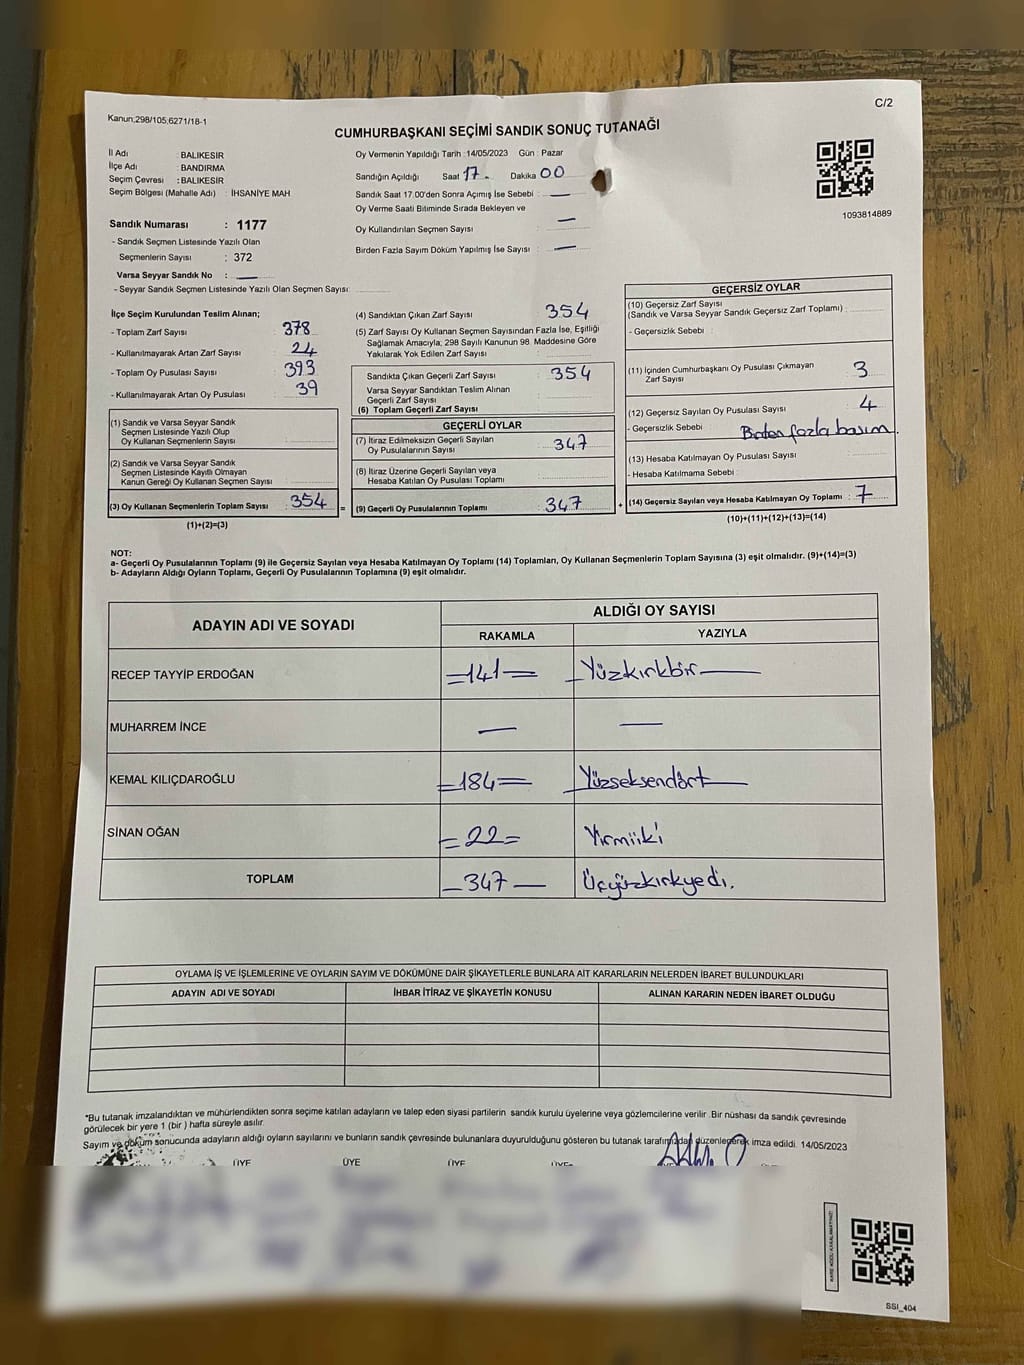 Kanun:298/105,6271/18-1
C/2
CUMHURBAŞKANI SEÇİMİ SANDIK SONUÇ TUTANAĞI
İl Adı : BALIKESİR
İlçe Adı : BANDIRMA
Seçim Çevresi : BALIKESİR
Seçim Bölgesi (Mahalle Adı) : İHSANİYE MAH
Sandık Numarası : 1177
- Sandık Seçmen Listesinde Yazılı Olan
Seçmenlerin Sayısı : 372
Varsa Seyyar Sandık No : —
- Seyyar Sandık Seçmen Listesinde Yazılı Olan Seçmen Sayısı:
Oy Vermenin Yapıldığı Tarih :14/05/2023 Gün : Pazar
Sandığın Açıldığı Saat 17 Dakika 00
Sandık Saat 17:00'den Sonra Açılmış İse Sebebi : —
Oy Verme Saati Bitiminde Sırada Bekleyen ve
Oy Kullandırılan Seçmen Sayısı : —
Birden Fazla Sayım Döküm Yapılmış İse Sayısı : —
1093814889
İlçe Seçim Kurulundan Teslim Alınan;
- Toplam Zarf Sayısı : 378
- Kullanılmayarak Artan Zarf Sayısı : 24
- Toplam Oy Pusulası Sayısı : 393
- Kullanılmayarak Artan Oy Pusulası : 39
(1) Sandık ve Varsa Seyyar Sandık
Seçmen Listesinde Yazılı Olup
Oy Kullanan Seçmenlerin Sayısı :
(2) Sandık ve Varsa Seyyar Sandık
Seçmen Listesinde Kayıtlı Olmayan
Kanun Gereği Oy Kullanan Seçmen Sayısı :
(3) Oy Kullanan Seçmenlerin Toplam Sayısı : 354 =
(1)+(2)=(3)
(4) Sandıktan Çıkan Zarf Sayısı : 354
(5) Zarf Sayısı Oy Kullanan Seçmen Sayısından Fazla İse, Eşitliği
Sağlamak Amacıyla; 298 Sayılı Kanunun 98. Maddesine Göre
Yakılarak Yok Edilen Zarf Sayısı :
Sandıkta Çıkan Geçerli Zarf Sayısı : 354
Varsa Seyyar Sandıktan Teslim Alınan
Geçerli Zarf Sayısı :
(6) Toplam Geçerli Zarf Sayısı :
GEÇERLİ OYLAR
(7) İtiraz Edilmeksizin Geçerli Sayılan
Oy Pusulalarının Sayısı : 347
(8) İtiraz Üzerine Geçerli Sayılan veya
Hesaba Katılan Oy Pusulası Toplamı :
(9) Geçerli Oy Pusulalarının Toplamı : 347 +
GEÇERSİZ OYLAR
(10) Geçersiz Zarf Sayısı
(Sandık ve Varsa Seyyar Sandık Geçersiz Zarf Toplamı) :
- Geçersizlik Sebebi :
(11) İçinden Cumhurbaşkanı Oy Pusulası Çıkmayan
Zarf Sayısı : 3
(12) Geçersiz Sayılan Oy Pusulası Sayısı : 4
- Geçersizlik Sebebi : Birden fazla basım.
(13) Hesaba Katılmayan Oy Pusulası Sayısı :
- Hesaba Katılmama Sebebi :
(14) Geçersiz Sayılan veya Hesaba Katılmayan Oy Toplamı : 7
(10)+(11)+(12)+(13)=(14)
NOT:
a- Geçerli Oy Pusulalarının Toplamı (9) ile Geçersiz Sayılan veya Hesaba Katılmayan Oy Toplamı (14) Toplamları, Oy Kullanan Seçmenlerin Toplam Sayısına (3) eşit olmalıdır. (9)+(14)=(3)
b- Adayların Aldığı Oyların Toplamı, Geçerli Oy Pusulalarının Toplamına (9) eşit olmalıdır.
ADAYIN ADI VE SOYADI
ALDIĞI OY SAYISI
RAKAMLA YAZIYLA
RECEP TAYYİP ERDOĞAN =141= Yüzkırkbir
MUHARREM İNCE — —
KEMAL KILIÇDAROĞLU =184= Yüzseksendört
SİNAN OĞAN =22= Yirmiiki
TOPLAM —347— Üçyüzkırkyedi.
OYLAMA İŞ VE İŞLEMLERİNE VE OYLARIN SAYIM VE DÖKÜMÜNE DAİR ŞİKAYETLERLE BUNLARA AİT KARARLARIN NELERDEN İBARET BULUNDUKLARI
ADAYIN ADI VE SOYADI İHBAR İTİRAZ VE ŞİKAYETİN KONUSU ALINAN KARARIN NEDEN İBARET OLDUĞU
*Bu tutanak imzalandıktan ve mühürlendikten sonra seçime katılan adayların ve talep eden siyasi partilerin sandık kurulu üyelerine veya gözlemcilerine verilir. Bir nüshası da sandık çevresinde
görülecek bir yere 1 (bir) hafta süreyle asılır.
Sayım ve döküm sonucunda adayların aldığı oyların sayılarını ve bunların sandık çevresinde bulunanlara duyurulduğunu gösteren bu tutanak tarafımızdan düzenlenerek imza edildi. 14/05/2023
ÜYE ÜYE ÜYE ÜYE
SSI_404